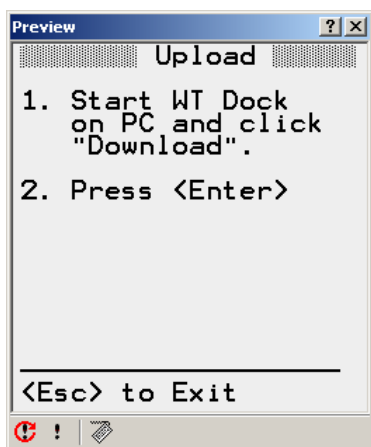 Preview
Upload
1. Start WT Dock
on PC and click
"Download".
2. Press <Enter>
<Esc> to Exit